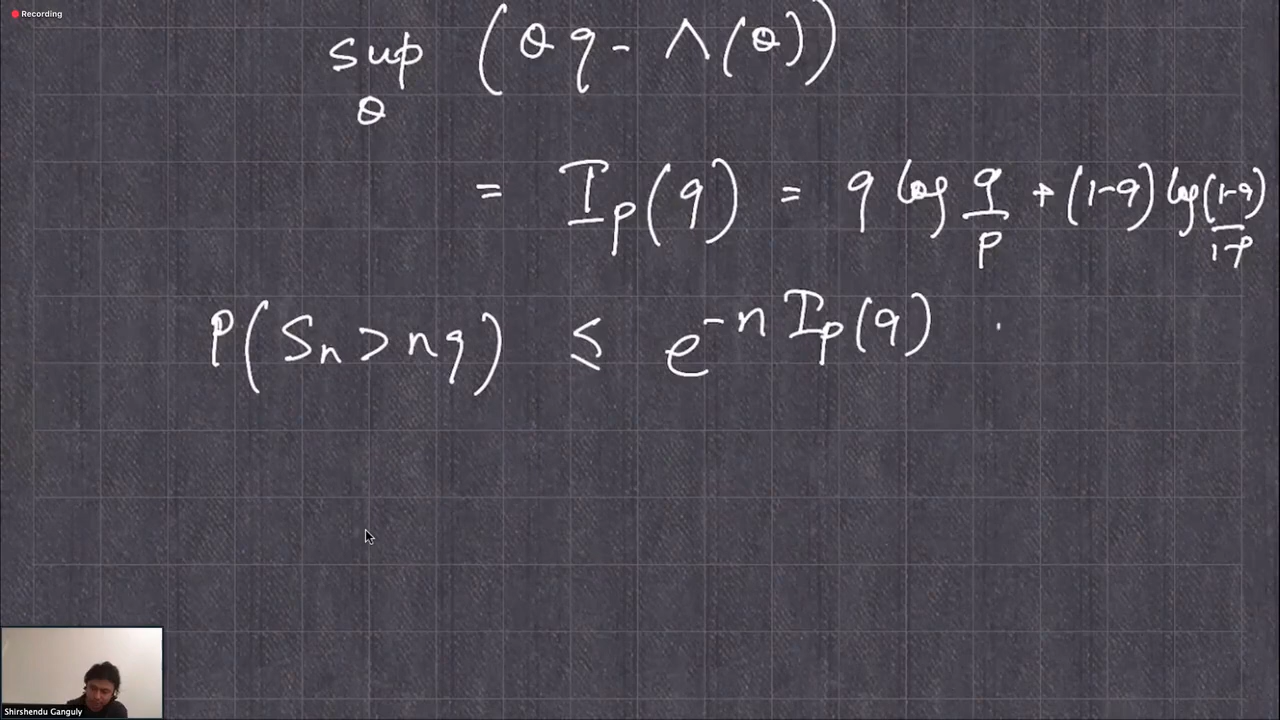 Recording
sup (θq - Λ(θ))
θ
= I_p(q) = q log q/p + (1-q) log (1-q)/1-p
P(S_n > nq) ≤ e^{-n I_p(q)} .
Shirshendu Ganguly